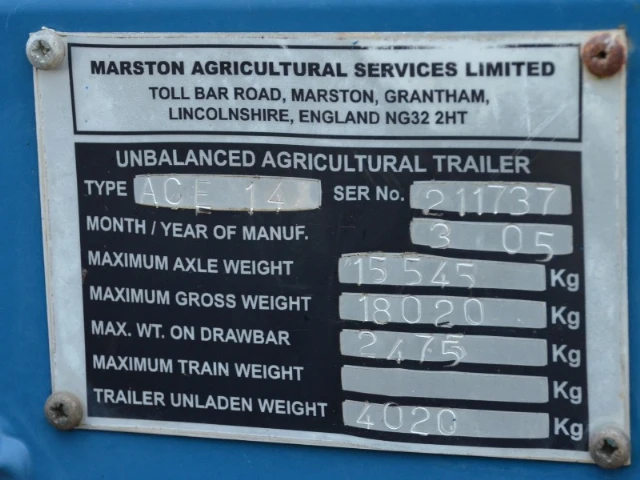 MARSTON AGRICULTURAL SERVICES LIMITED
TOLL BAR ROAD, MARSTON, GRANTHAM,
LINCOLNSHIRE, ENGLAND NG32 2HT
UNBALANCED AGRICULTURAL TRAILER
TYPE ACE 14 SER No. 211737
MONTH / YEAR OF MANUF. 3 05
MAXIMUM AXLE WEIGHT 15545 Kg
MAXIMUM GROSS WEIGHT 18020 Kg
MAX. WT. ON DRAWBAR 2475 Kg
MAXIMUM TRAIN WEIGHT Kg
TRAILER UNLADEN WEIGHT 4020 Kg